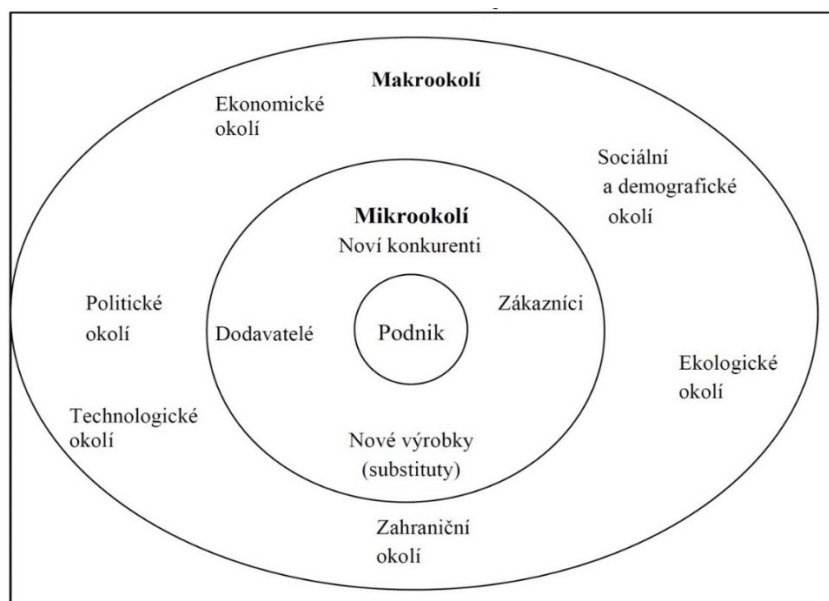 Makrookolí
Ekonomické
okolí
Sociální
a demografické
okolí
Mikrookolí
Noví konkurenti
Politické
okolí
Dodavatelé
Podnik
Zákazníci
Ekologické
okolí
Technologické
okolí
Nové výrobky
(substituty)
Zahraniční
okolí